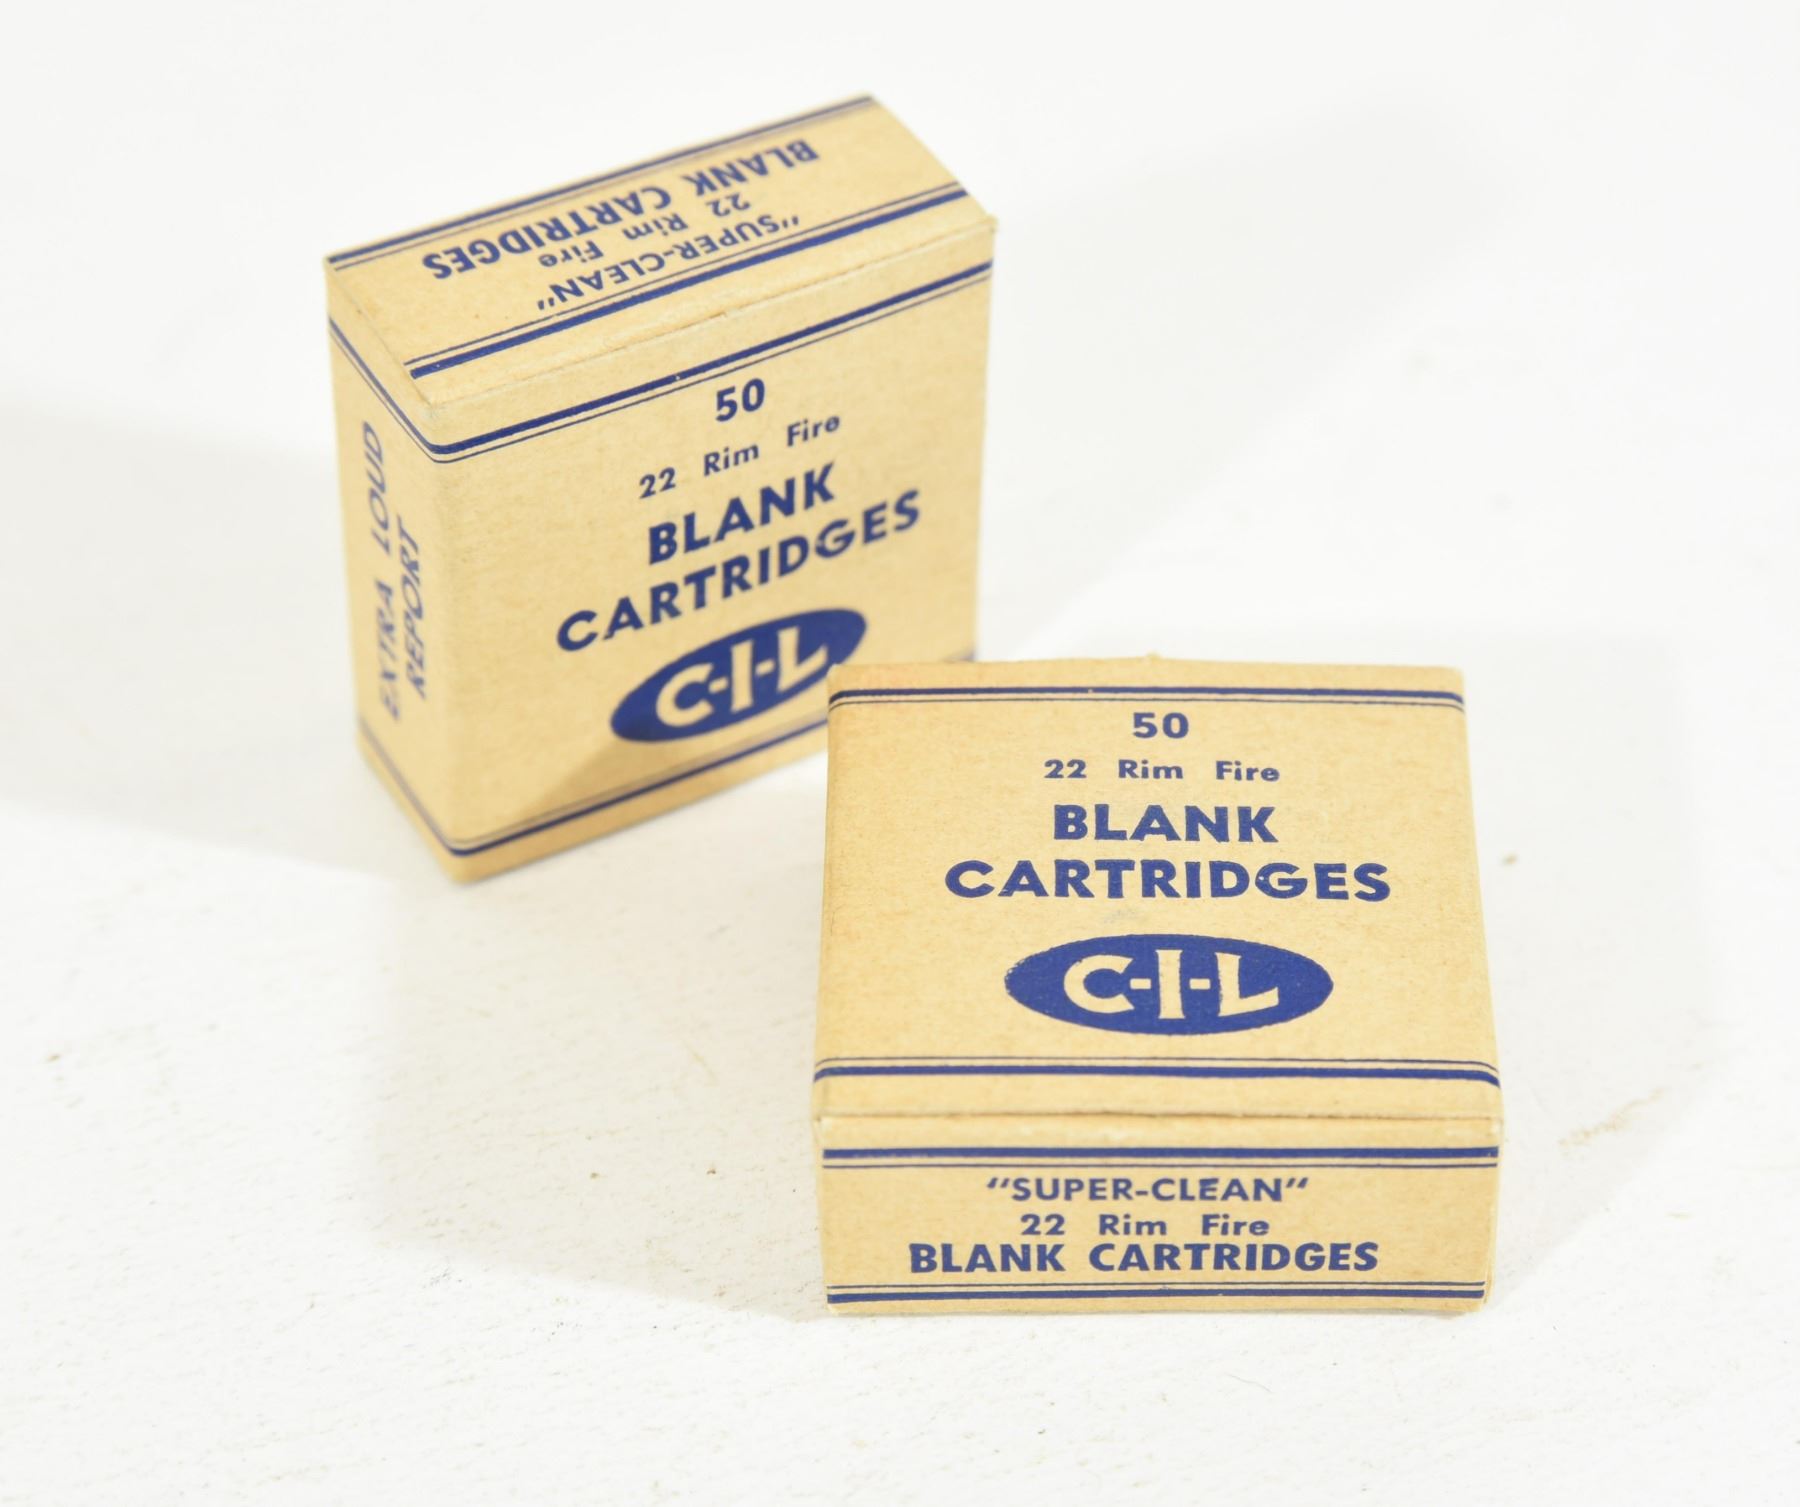 "SUPER-CLEAN"
22 Rim Fire
BLANK CARTRIDGES
50
22 Rim Fire
BLANK
CARTRIDGES
C-I-L
EXTRA LOUD
REPORT
50
22 Rim Fire
BLANK
CARTRIDGES
C-I-L
"SUPER-CLEAN"
22 Rim Fire
BLANK CARTRIDGES